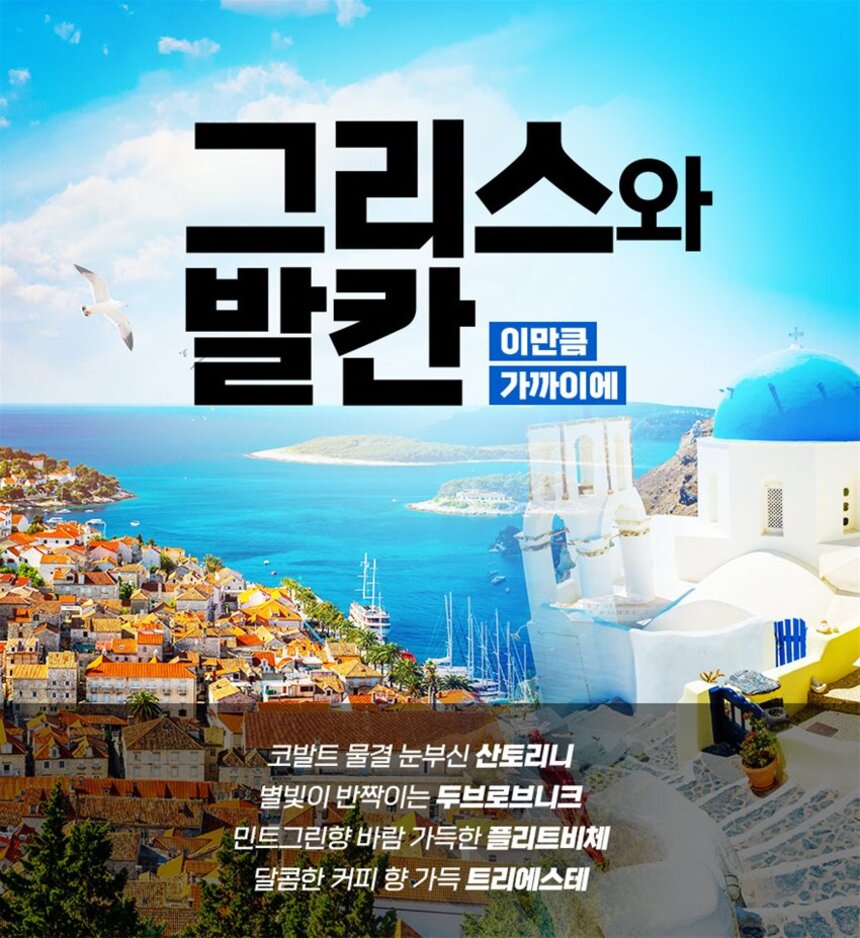 그리스와
발칸
이만큼
가까이에
코발트 물결 눈부신 산토리니
별빛이 반짝이는 두브로브니크
민트그린향 바람 가득한 플리트비체
달콤한 커피 향 가득 트리에스테